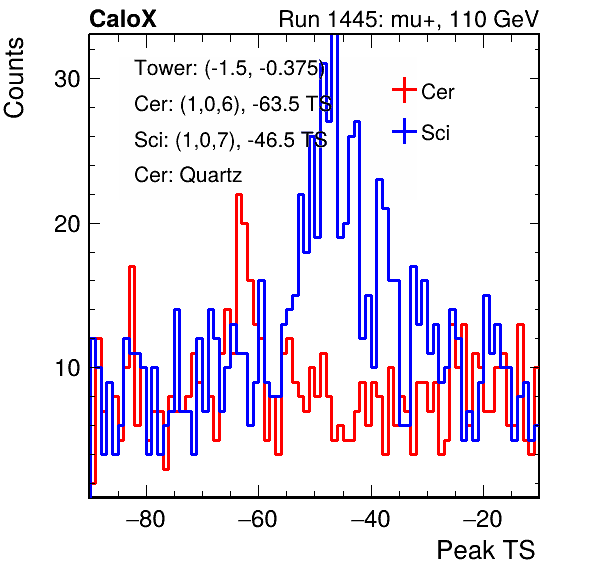 CaloX Run 1445: mu+, 110 GeV
Counts
Tower: (-1.5, -0.375)
Cer: (1,0,6), -63.5 TS
Sci: (1,0,7), -46.5 TS
Cer: Quartz
Cer
Sci
30
20
10
−80 −60 −40 −20
Peak TS